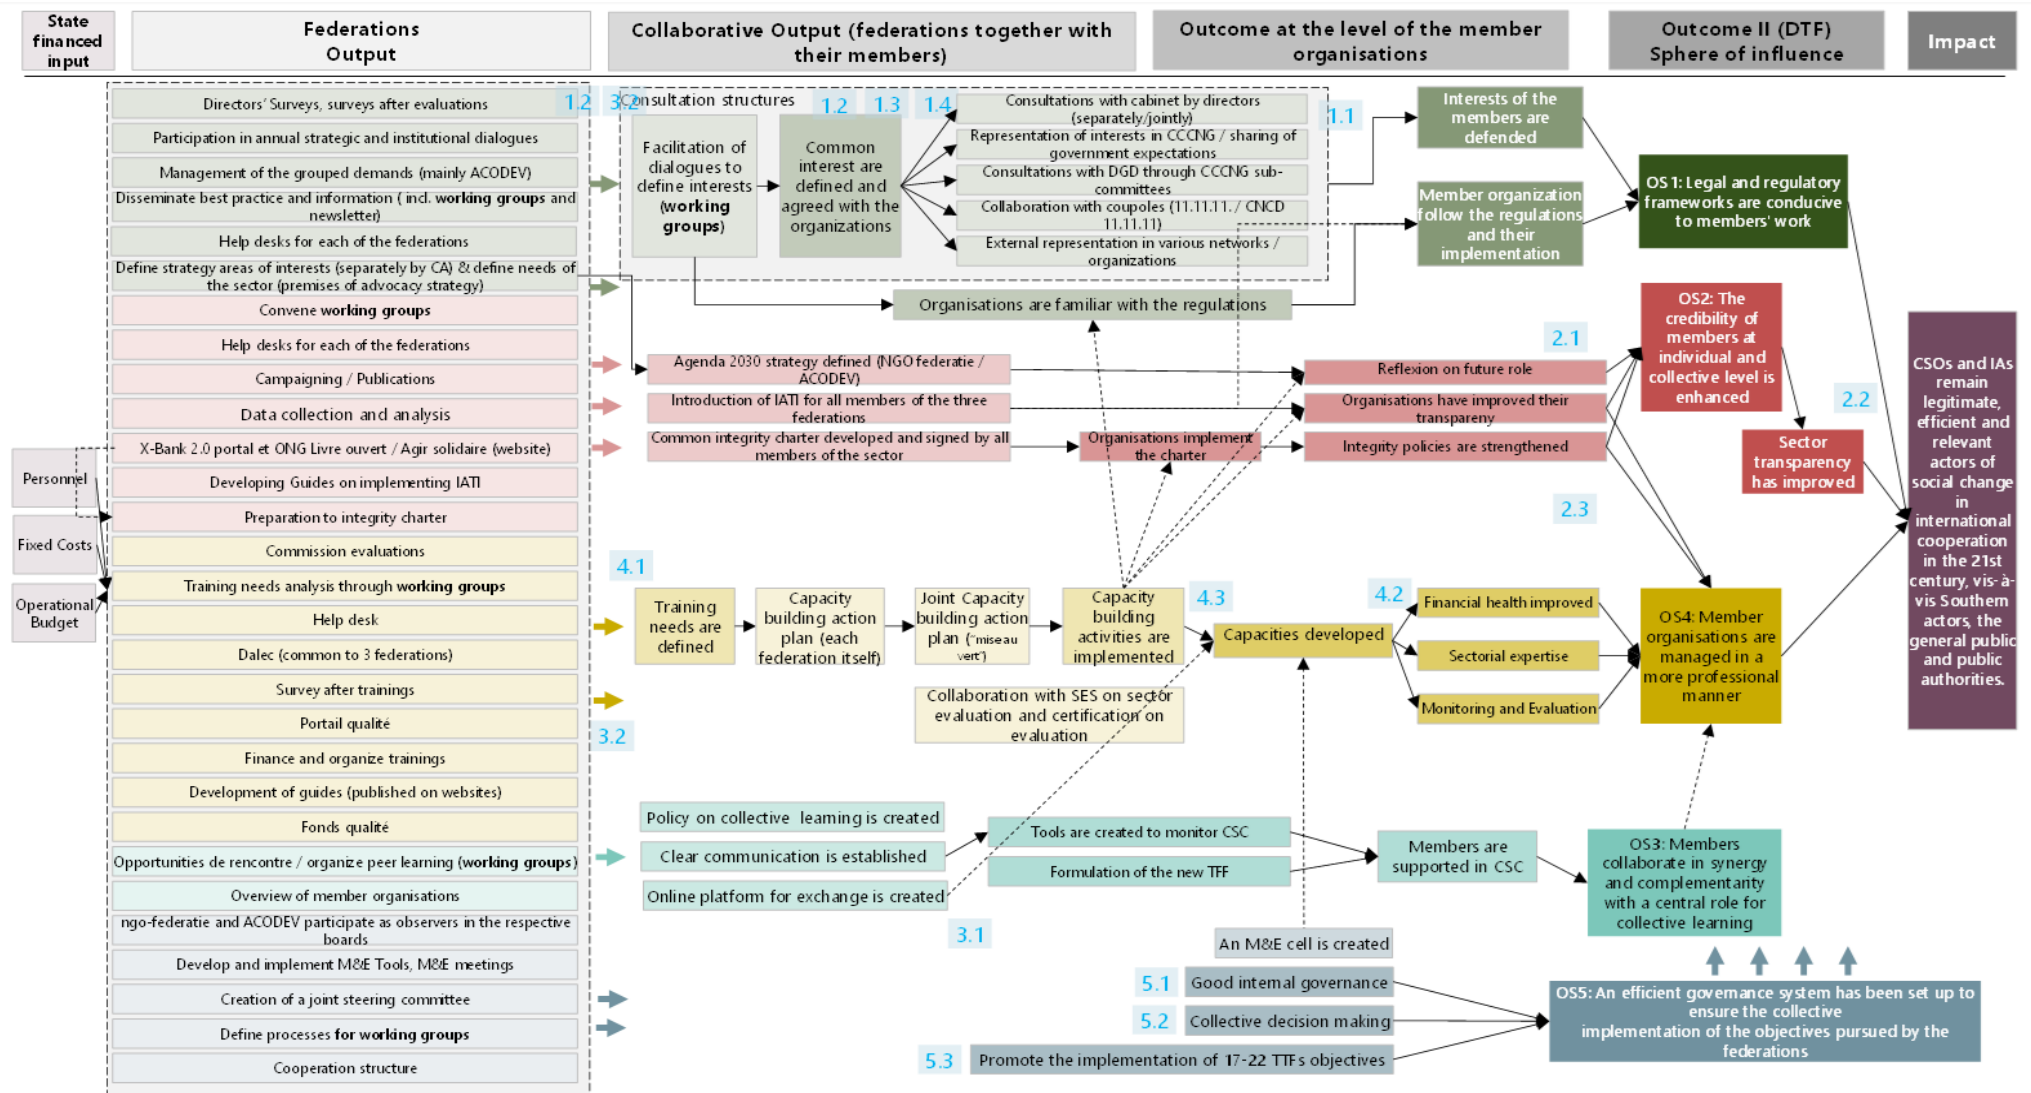 State
financed
input
Federations
Output
Collaborative Output (federations together with
their members)
Outcome at the level of the member
organisations
Outcome II (DTF)
Sphere of influence
Impact
Personnel
Fixed Costs
Operational
Budget
Directors' Surveys, surveys after evaluations
Participation in annual strategic and institutional dialogues
Management of the grouped demands (mainly ACODEV)
Disseminate best practice and information ( incl. working groups and
newsletter)
Help desks for each of the federations
Define strategy areas of interests (separately by CA) & define needs of
the sector (premises of advocacy strategy)
Convene working groups
Help desks for each of the federations
Campaigning / Publications
Data collection and analysis
X-Bank 2.0 portal et ONG Livre ouvert / Agir solidaire (website)
Developing Guides on implementing IATI
Preparation to integrity charter
Commission evaluations
Training needs analysis through working groups
Help desk
Dalec (common to 3 federations)
Survey after trainings
Portail qualité
Finance and organize trainings
Development of guides (published on websites)
Fonds qualité
Opportunities de rencontre / organize peer learning (working groups)
Overview of member organisations
ngo-federatie and ACODEV participate as observers in the respective
boards
Develop and implement M&E Tools, M&E meetings
Creation of a joint steering committee
Define processes for working groups
Cooperation structure
1.2
3.2
Consultation structures
1.2
1.3
1.4
1.1
Facilitation of
dialogues to
define interests
(working
groups)
Common
interest are
defined and
agreed with the
organizations
Consultations with cabinet by directors
(separately/jointly)
Representation of interests in CCCNG / sharing of
government expectations
Consultations with DGD through CCCNG sub-
committees
Collaboration with coupoles (11.11.11. / CNCD
11.11.11)
External representation in various networks /
organizations
Organisations are familiar with the regulations
Interests of the
members are
defended
Member organization
follow the regulations
and their
implementation
OS1: Legal and regulatory
frameworks are conducive
to members' work
Agenda 2030 strategy defined (NGO federatie /
ACODEV)
Introduction of IATI for all members of the three
federations
Common integrity charter developed and signed by all
members of the sector
Organisations implement
the charter
2.1
Reflexion on future role
Organisations have improved their
transpareny
Integrity policies are strengthened
2.3
OS2: The
credibility of
members at
individual and
collective level is
enhanced
2.2
Sector
transparency
has improved
CSOs and IAs
remain
legitimate,
efficient and
relevant
actors of
social change
in
international
cooperation
in the 21st
century, vis-à-
vis Southern
actors, the
general public
and public
authorities.
4.1
Training
needs are
defined
Capacity
building action
plan (each
federation itself)
Joint Capacity
building action
plan ("mise au
vert")
Capacity
building
activities are
implemented
4.3
Capacities developed
4.2
Financial health improved
Sectorial expertise
Monitoring and Evaluation
OS4: Member
organisations are
managed in a
more professional
manner
Collaboration with SES on sector
evaluation and certification on
evaluation
3.2
Policy on collective learning is created
Clear communication is established
Online platform for exchange is created
3.1
Tools are created to monitor CSC
Formulation of the new TFF
Members are
supported in CSC
OS3: Members
collaborate in synergy
and complementarity
with a central role for
collective learning
An M&E cell is created
5.1
Good internal governance
5.2
Collective decision making
5.3
Promote the implementation of 17-22 TTFs objectives
OS5: An efficient governance system has been set up to
ensure the collective
implementation of the objectives pursued by the
federations